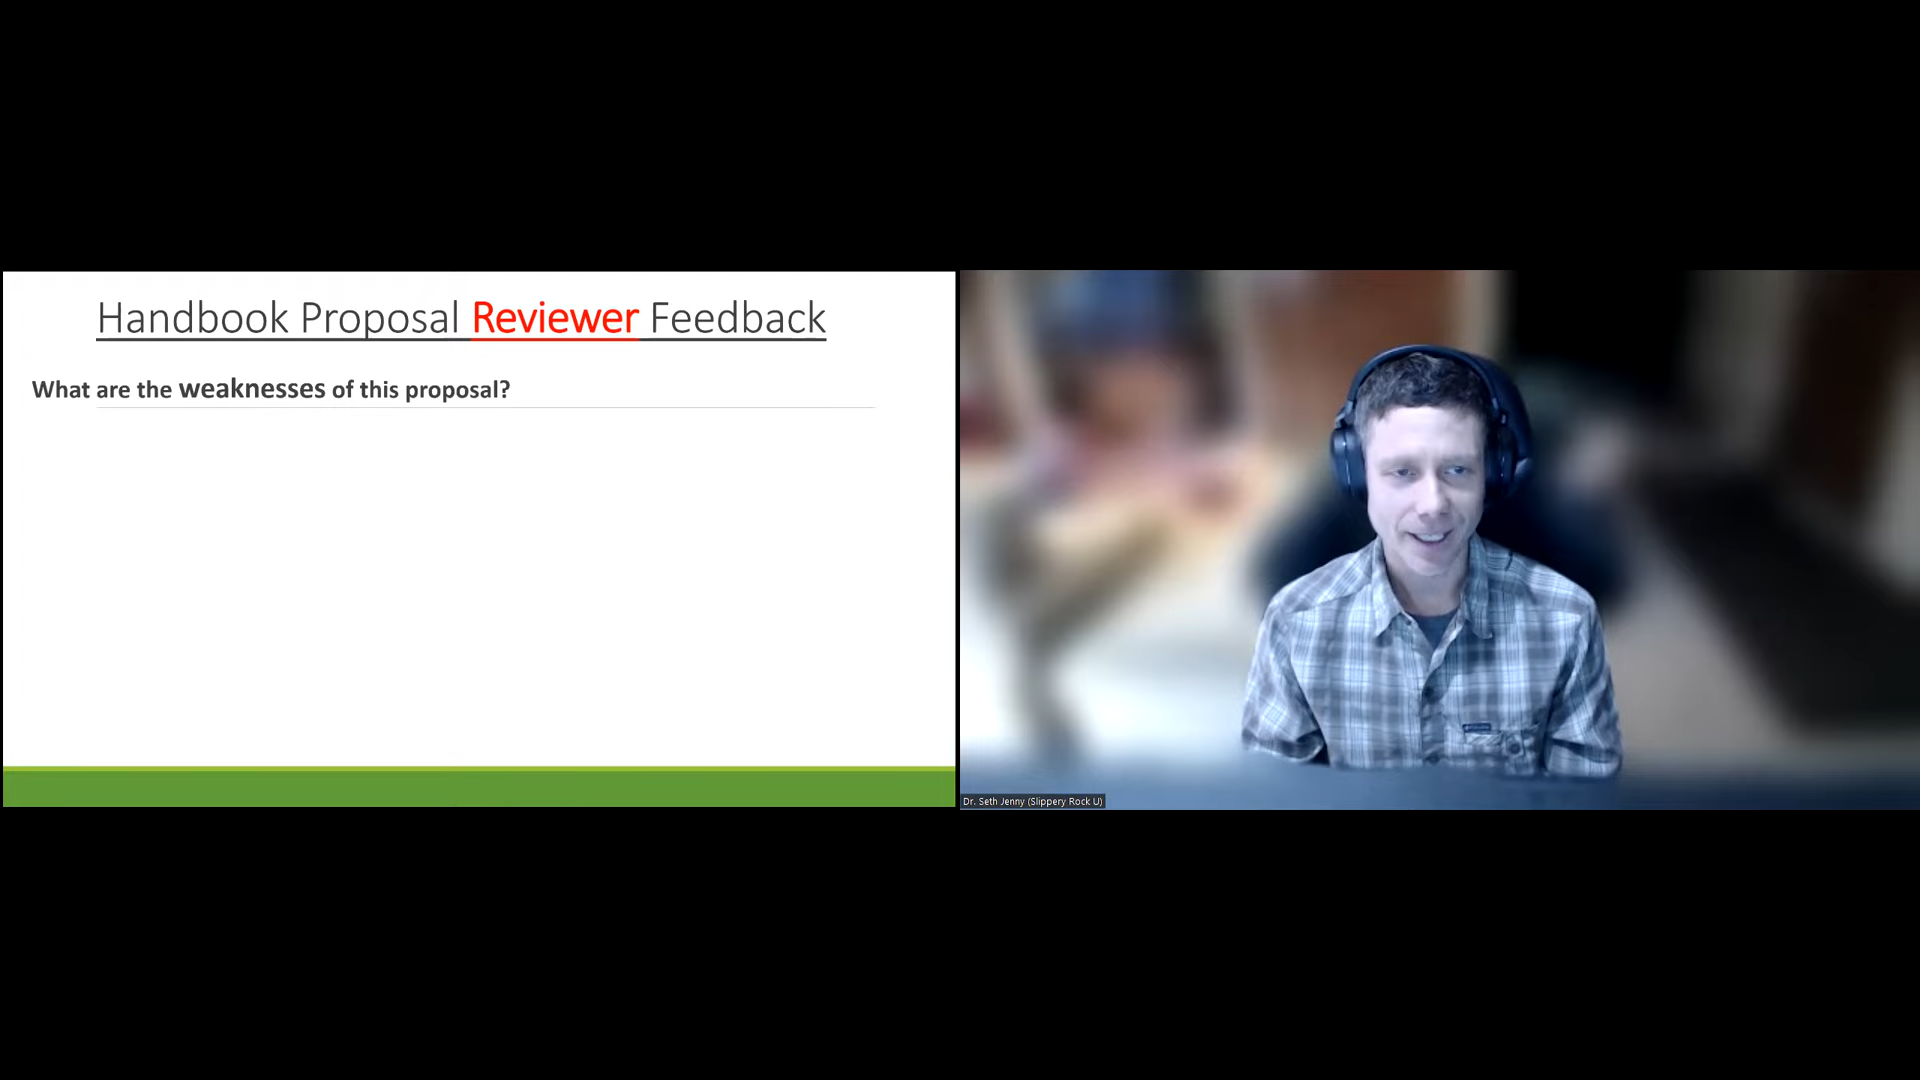 Handbook Proposal Reviewer Feedback
What are the weaknesses of this proposal?
Dr. Seth Jenny (Slippery Rock U)